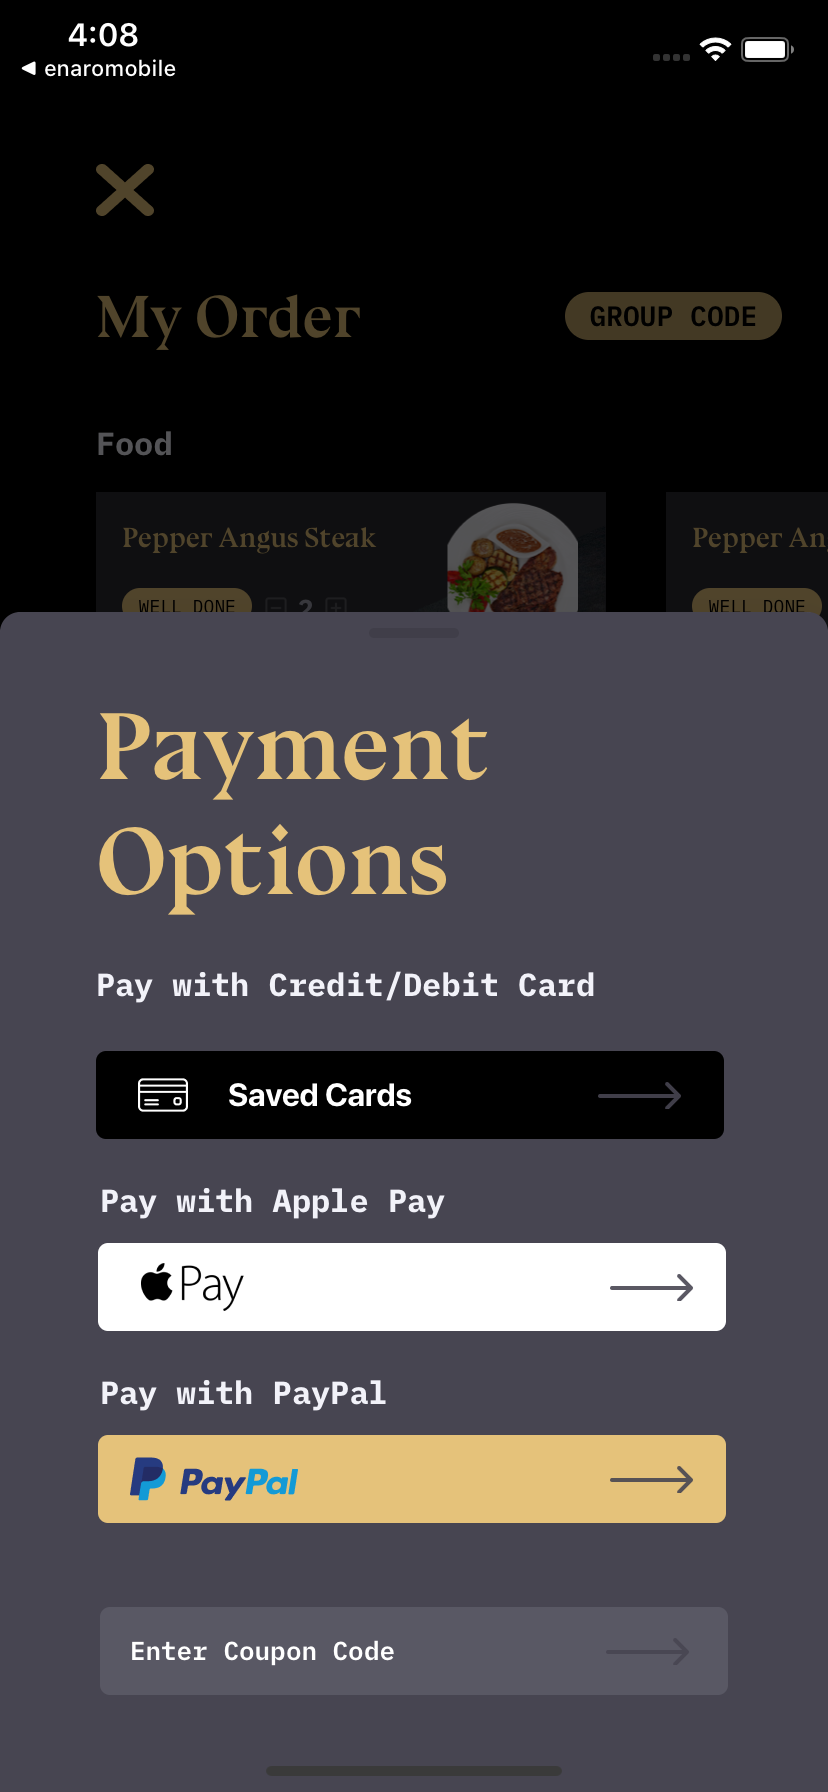 4:08
◀ enaromobile
My Order
GROUP CODE
Food
Pepper Angus Steak
Pepper An
WELL DONE
2
WELL DONE
Payment
Options
Pay with Credit/Debit Card
Saved Cards
Pay with Apple Pay
Pay
Pay with PayPal
PayPal
Enter Coupon Code